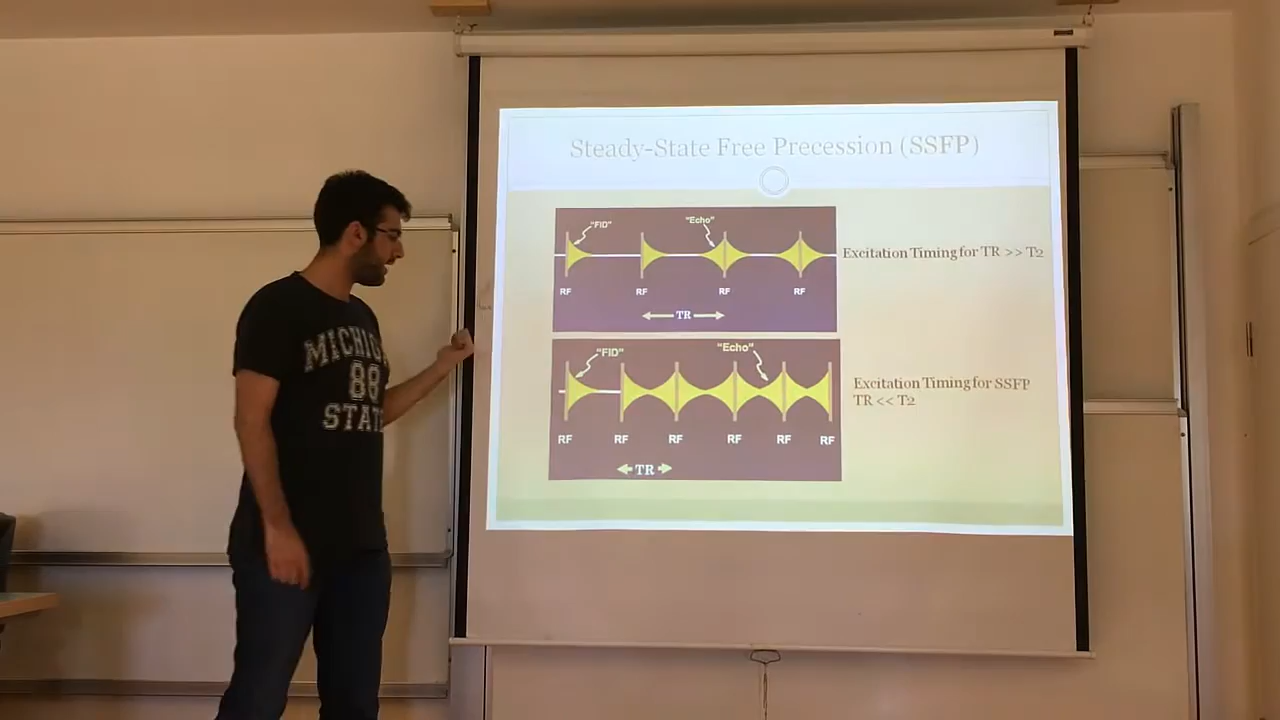 Steady-State Free Precession (SSFP)
"FID"
"Echo"
RF RF RF RF
TR
Excitation Timing for TR >> T2
"FID"
"Echo"
RF RF RF RF RF RF
TR
Excitation Timing for SSFP
TR << T2
MICHIG
88
STATE